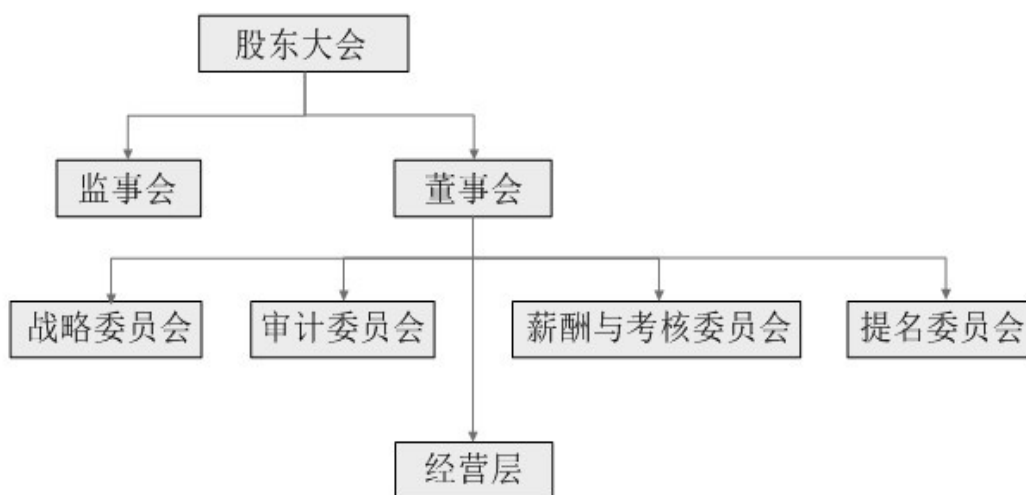 股东大会
监事会
董事会
战略委员会
审计委员会
薪酬与考核委员会
提名委员会
经营层